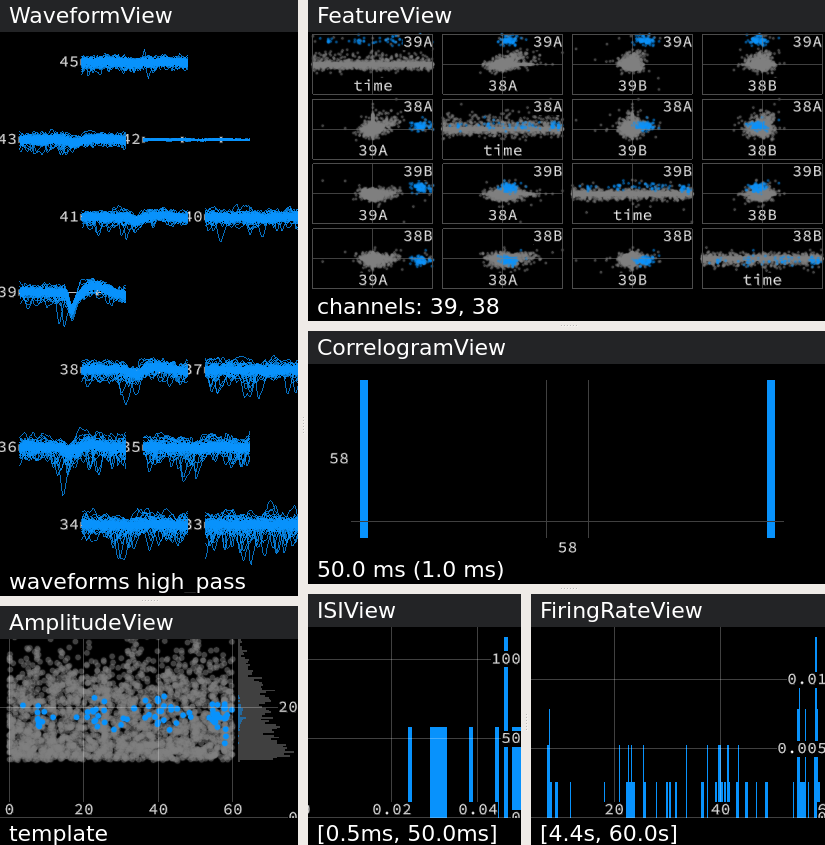 WaveformView
45
43
42
41
40
39
38
37
36
35
34
33
waveforms high_pass
FeatureView
39A 39A 39A 39A
time 38A 39B 38B
38A 38A 38A 38A
39A time 39B 38B
39B 39B 39B 39B
39A 38A time 38B
38B 38B 38B 38B
39A 38A 39B time
channels: 39, 38
CorrelogramView
58
58
50.0 ms (1.0 ms)
AmplitudeView
20
0 20 40 60
template
ISIView
100
50
0.02 0.04
[0.5ms, 50.0ms]
FiringRateView
0.01
0.005
20 40
[4.4s, 60.0s]